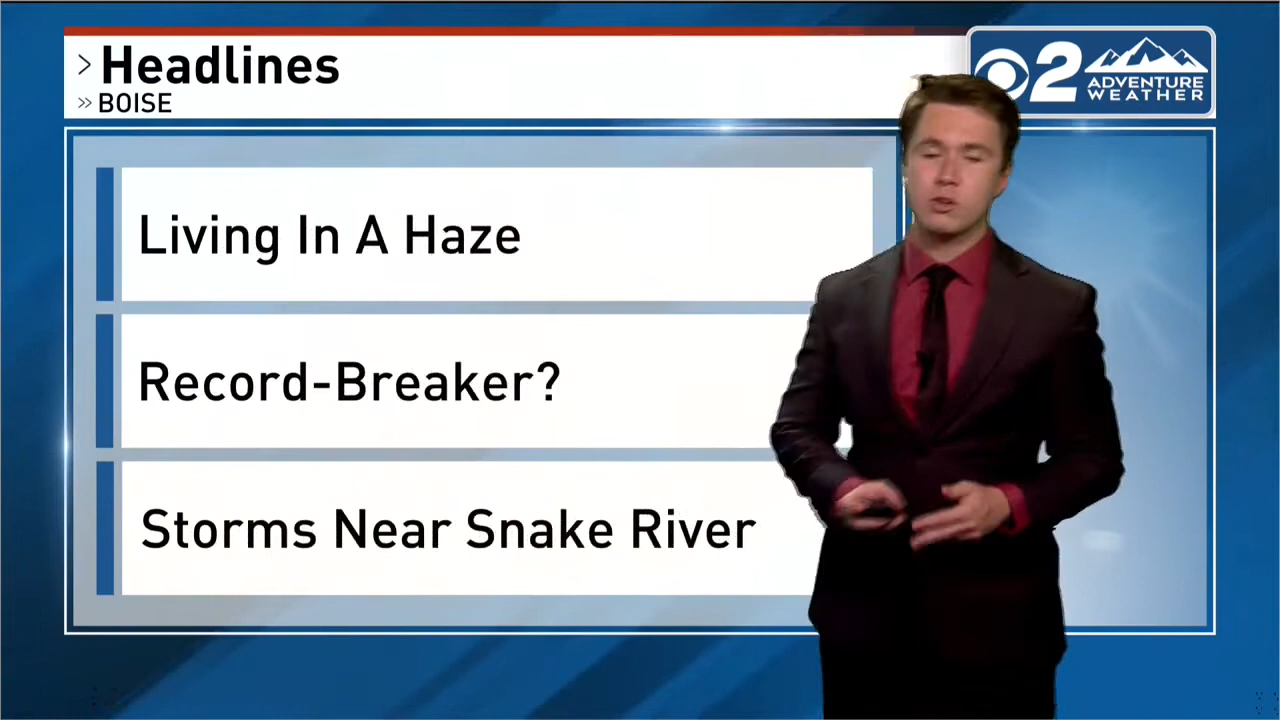 > Headlines
» BOISE
2 ADVENTURE
WEATHER
Living In A Haze
Record-Breaker?
Storms Near Snake River